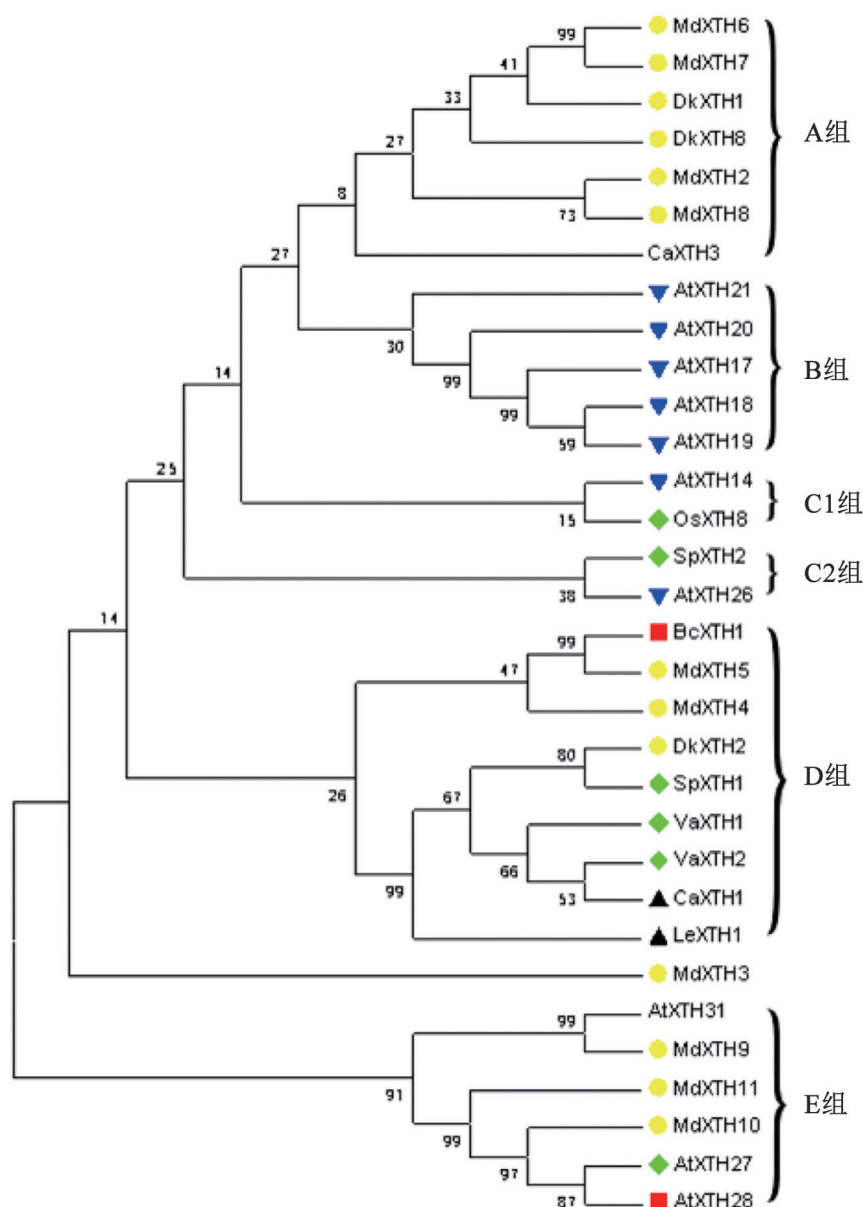 99
MdXTH6
MdXTH7
41
DkXTH1
33
DkXTH8
27
MdXTH2
MdXTH8
73
8
CaXTH3
A组
27
AtXTH21
30
AtXTH20
99
AtXTH17
99
AtXTH18
59
AtXTH19
B组
14
AtXTH14
15
OsXTH8
C1组
25
SpXTH2
38
AtXTH26
C2组
14
99
BcXTH1
MdXTH5
47
MdXTH4
26
80
DkXTH2
SpXTH1
67
VaXTH1
66
VaXTH2
53
CaXTH1
99
LeXTH1
D组
MdXTH3
99
AtXTH31
MdXTH9
91
MdXTH11
99
MdXTH10
97
AtXTH27
87
AtXTH28
E组